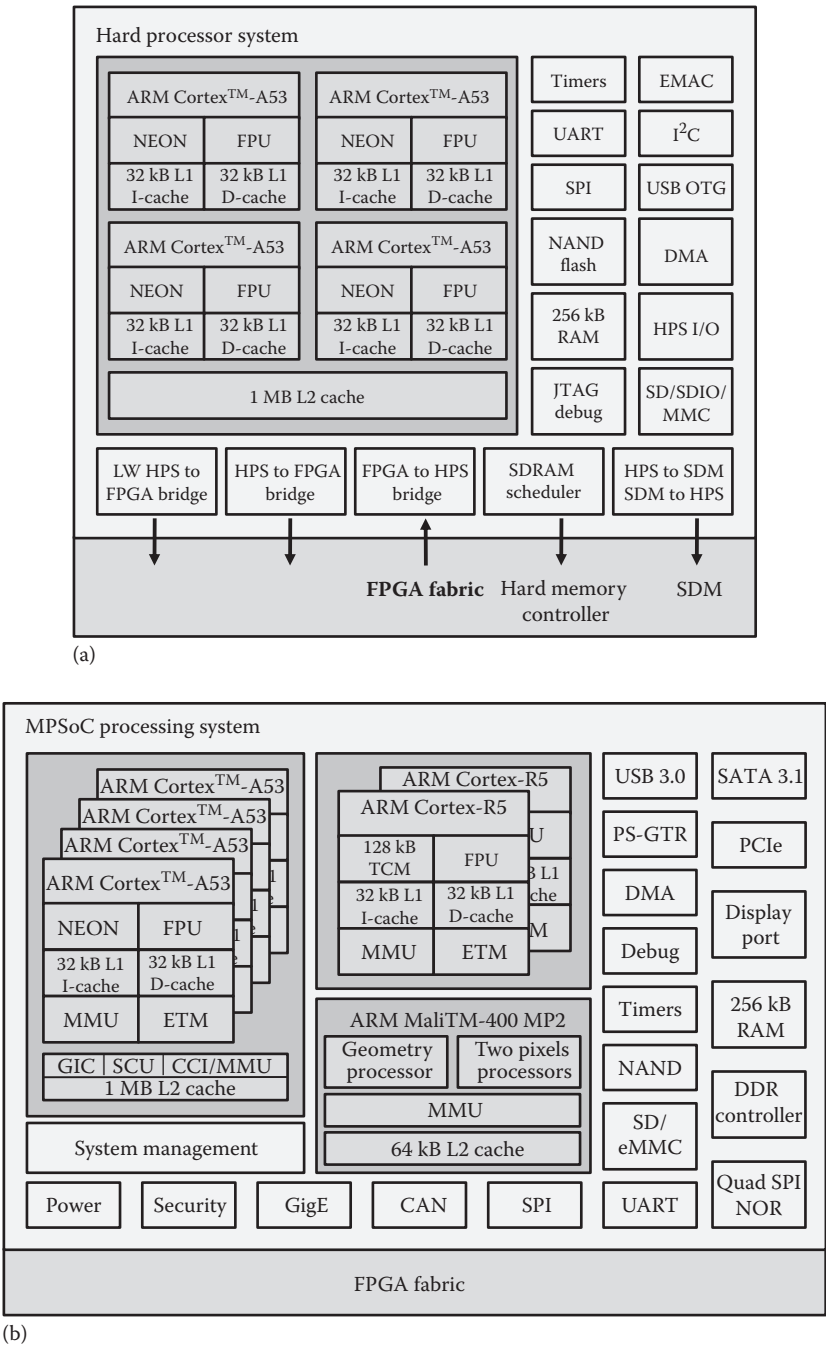 Hard processor system
ARM Cortex™-A53
NEON
FPU
32 kB L1
I-cache
32 kB L1
D-cache
ARM Cortex™-A53
NEON
FPU
32 kB L1
I-cache
32 kB L1
D-cache
ARM Cortex™-A53
NEON
FPU
32 kB L1
I-cache
32 kB L1
D-cache
ARM Cortex™-A53
NEON
FPU
32 kB L1
I-cache
32 kB L1
D-cache
1 MB L2 cache
Timers
EMAC
UART
I²C
SPI
USB OTG
NAND
flash
DMA
256 kB
RAM
HPS I/O
JTAG
debug
SD/SDIO/
MMC
LW HPS to
FPGA bridge
HPS to FPGA
bridge
FPGA to HPS
bridge
SDRAM
scheduler
HPS to SDM
SDM to HPS
FPGA fabric
Hard memory
controller
SDM
(a)
MPSoC processing system
ARM Cortex™-A53
ARM Cortex™-A53
ARM Cortex™-A53
ARM Cortex™-A53
NEON
FPU
32 kB L1
I-cache
32 kB L1
D-cache
MMU
ETM
GIC
SCU
CCI/MMU
1 MB L2 cache
System management
ARM Cortex-R5
ARM Cortex-R5
128 kB
TCM
FPU
32 kB L1
I-cache
32 kB L1
D-cache
MMU
ETM
U
B L1
che
M
ARM MaliTM-400 MP2
Geometry
processor
Two pixels
processors
MMU
64 kB L2 cache
USB 3.0
SATA 3.1
PS-GTR
PCIe
DMA
Display
port
Debug
Timers
256 kB
RAM
NAND
DDR
controller
SD/
eMMC
Quad SPI
NOR
Power
Security
GigE
CAN
SPI
UART
FPGA fabric
(b)